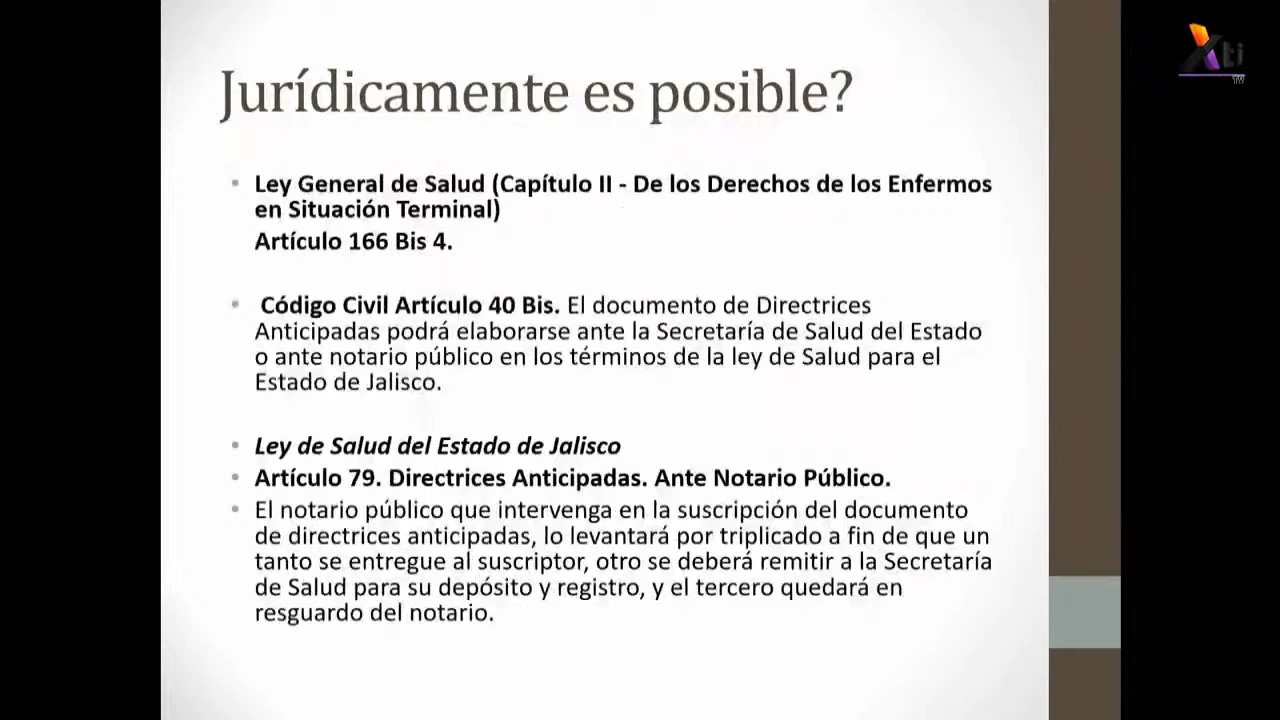 Jurídicamente es posible?
Xti
TV
• Ley General de Salud (Capítulo II - De los Derechos de los Enfermos
en Situación Terminal)
Artículo 166 Bis 4.
• Código Civil Artículo 40 Bis. El documento de Directrices
Anticipadas podrá elaborarse ante la Secretaría de Salud del Estado
o ante notario público en los términos de la ley de Salud para el
Estado de Jalisco.
• Ley de Salud del Estado de Jalisco
• Artículo 79. Directrices Anticipadas. Ante Notario Público.
• El notario público que intervenga en la suscripción del documento
de directrices anticipadas, lo levantará por triplicado a fin de que un
tanto se entregue al suscriptor, otro se deberá remitir a la Secretaría
de Salud para su depósito y registro, y el tercero quedará en
resguardo del notario.